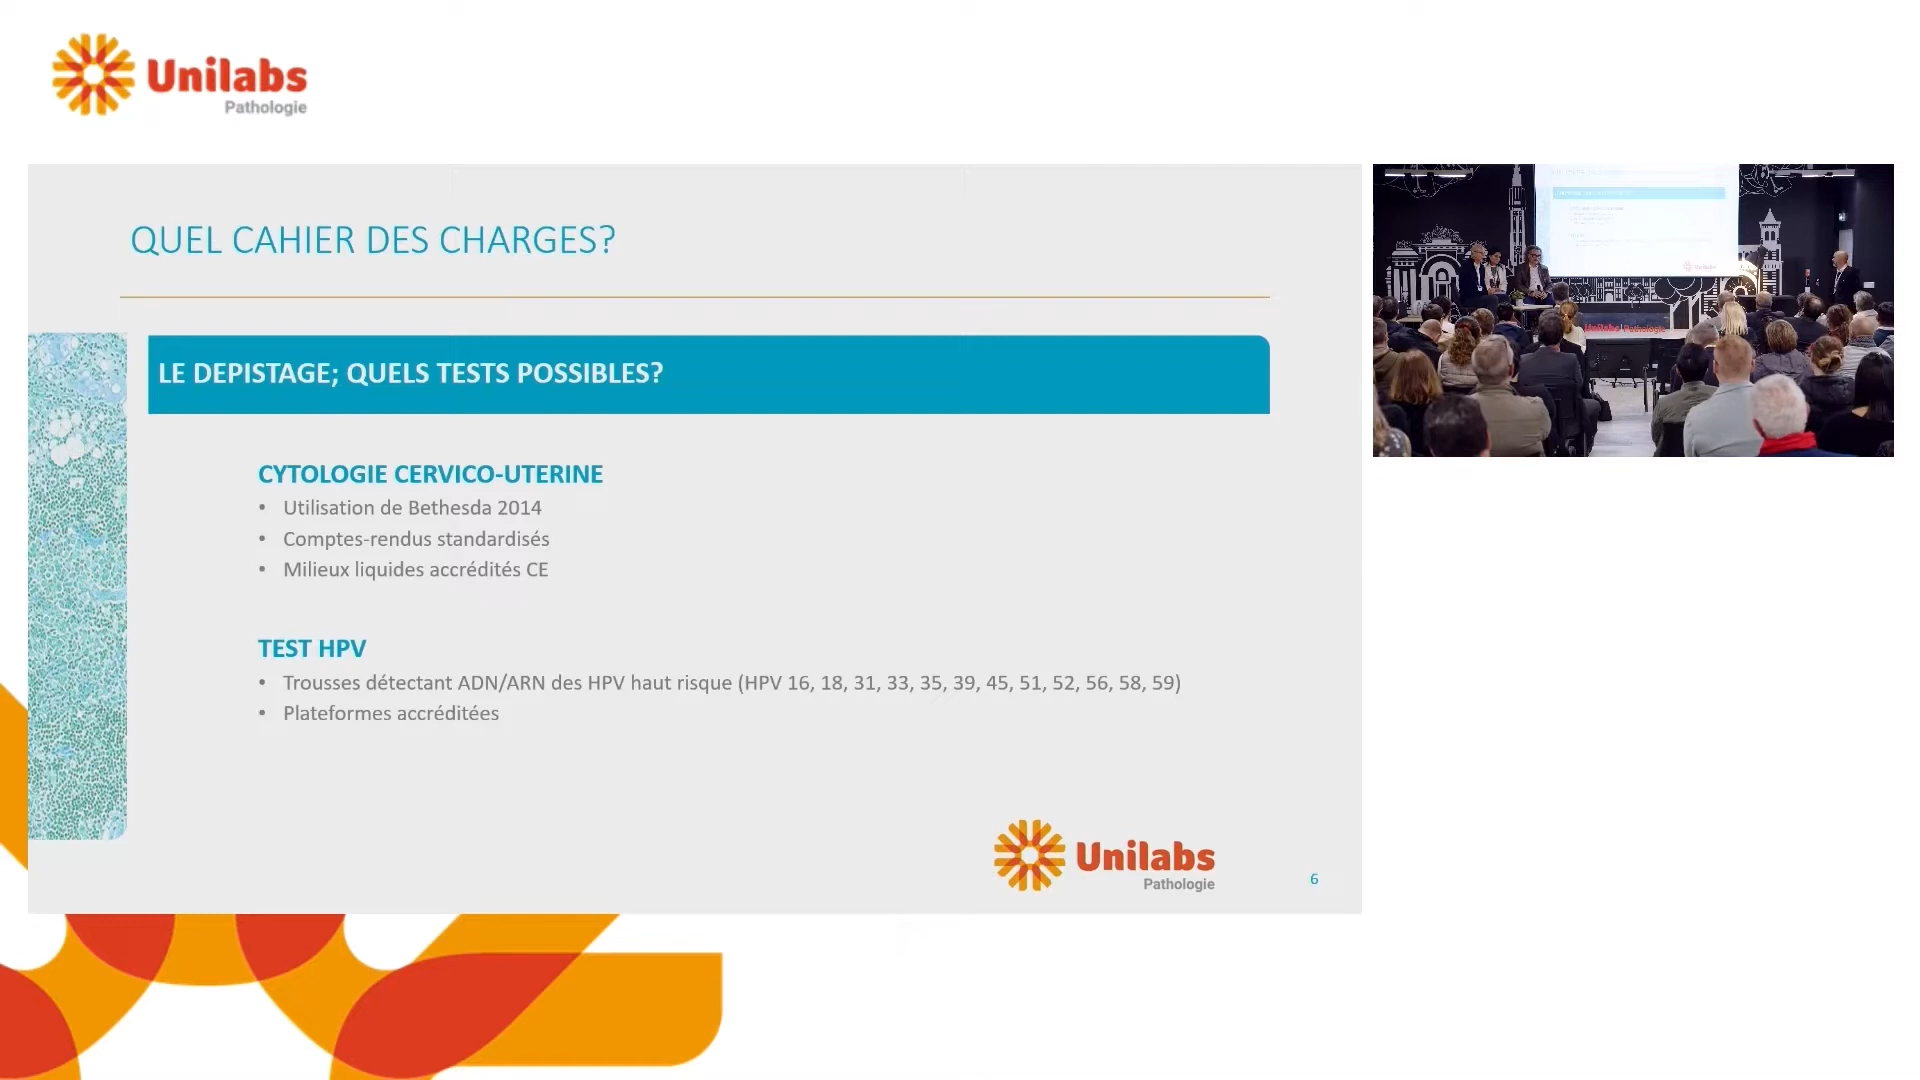 Unilabs
Pathologie
QUEL CAHIER DES CHARGES?
LE DEPISTAGE; QUELS TESTS POSSIBLES?
CYTOLOGIE CERVICO-UTERINE
• Utilisation de Bethesda 2014
• Comptes-rendus standardisés
• Milieux liquides accrédités CE
TEST HPV
• Trousses détectant ADN/ARN des HPV haut risque (HPV 16, 18, 31, 33, 35, 39, 45, 51, 52, 56, 58, 59)
• Plateformes accréditées
Unilabs
Pathologie
6
Unilabs Pathologie